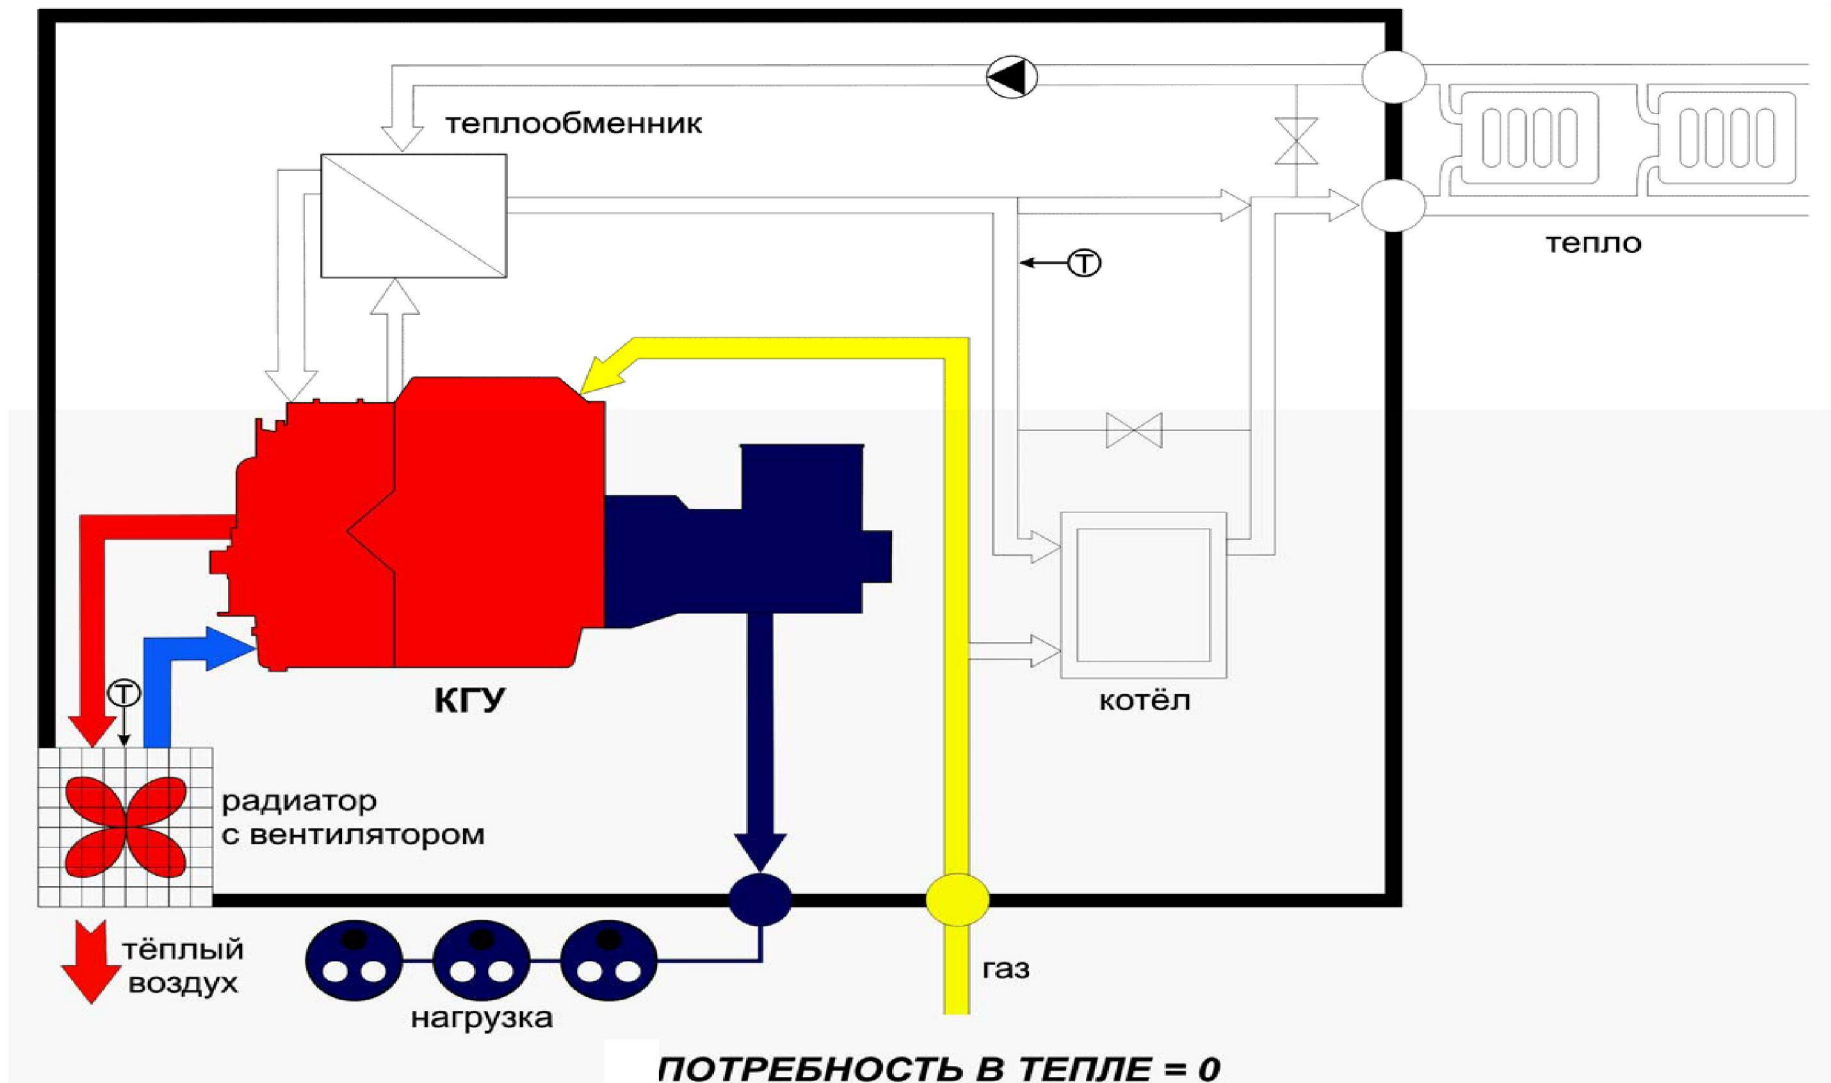 теплообменник
тепло
T
КГУ
котёл
T
радиатор
с вентилятором
тёплый
воздух
газ
нагрузка
ПОТРЕБНОСТЬ В ТЕПЛЕ = 0